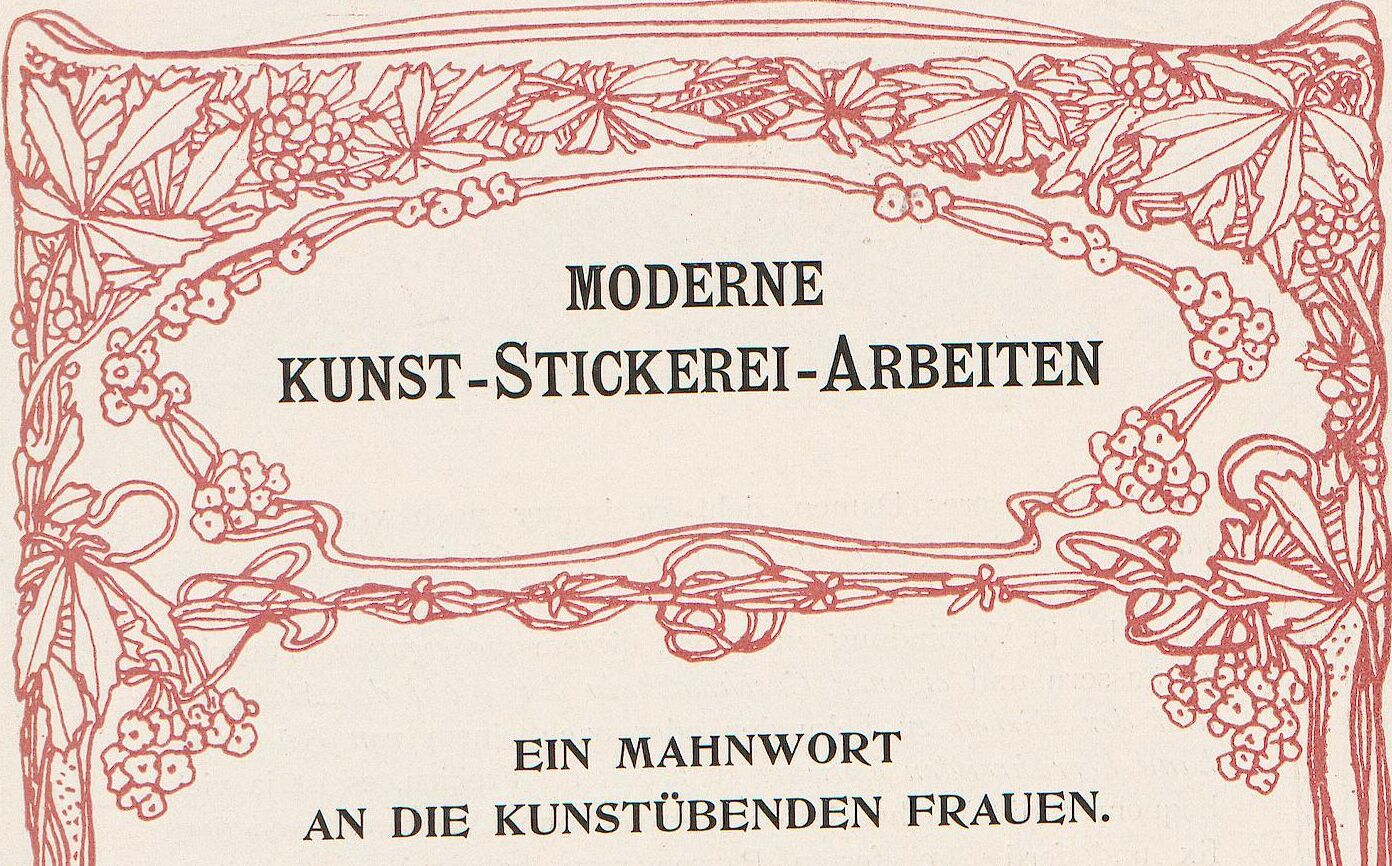 MODERNE
KUNST-STICKEREI-ARBEITEN
EIN MAHNWORT
AN DIE KUNSTÜBENDEN FRAUEN.